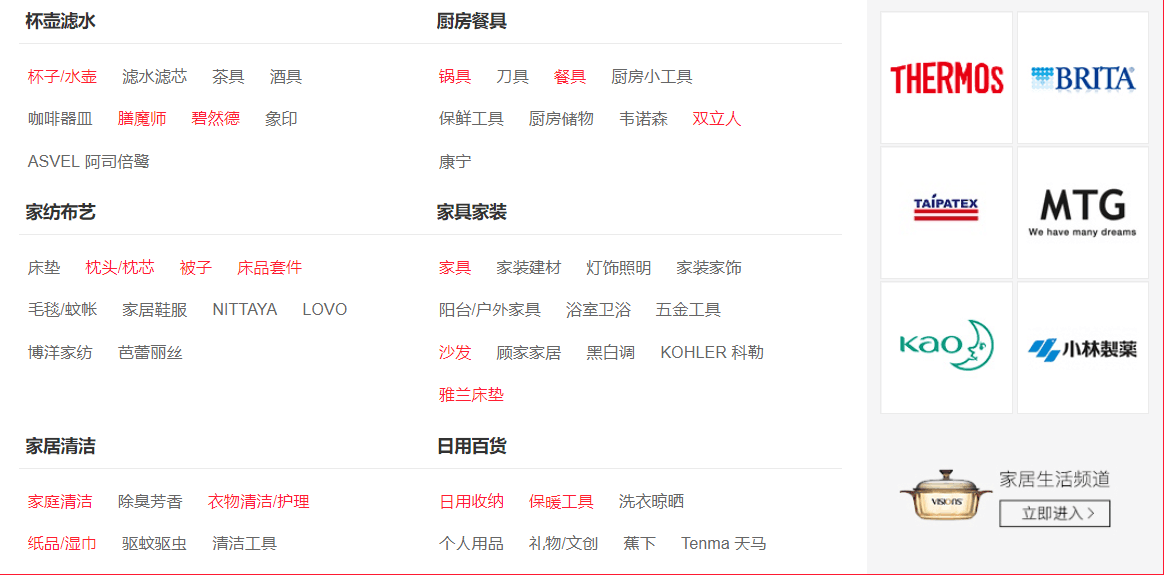 杯壶滤水
杯子/水壶 滤水滤芯 茶具 酒具
咖啡器皿 膳魔师 碧然德 象印
ASVEL 阿司倍鹭
厨房餐具
锅具 刀具 餐具 厨房小工具
保鲜工具 厨房储物 韦诺森 双立人
康宁
家纺布艺
床垫 枕头/枕芯 被子 床品套件
毛毯/蚊帐 家居鞋服 NITTAYA LOVO
博洋家纺 芭蕾丽丝
家具家装
家具 家装建材 灯饰照明 家装家饰
阳台/户外家具 浴室卫浴 五金工具
沙发 顾家家居 黑白调 KOHLER 科勒
雅兰床垫
家居清洁
家庭清洁 除臭芳香 衣物清洁/护理
纸品/湿巾 驱蚊驱虫 清洁工具
日用百货
日用收纳 保暖工具 洗衣晾晒
个人用品 礼物/文创 蕉下 Tenma 天马
THERMOS
BRITA
TAIPATEX
MTG
We have many dreams
kao
小林製薬
VISIONS
家居生活频道
立即进入 >